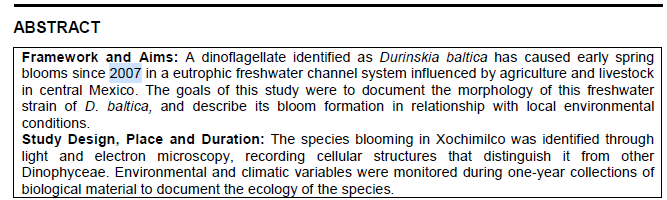 ABSTRACT
Framework and Aims: A dinoflagellate identified as Durinskia baltica has caused early spring
blooms since 2007 in a eutrophic freshwater channel system influenced by agriculture and livestock
in central Mexico. The goals of this study were to document the morphology of this freshwater
strain of D. baltica, and describe its bloom formation in relationship with local environmental
conditions.
Study Design, Place and Duration: The species blooming in Xochimilco was identified through
light and electron microscopy, recording cellular structures that distinguish it from other
Dinophyceae. Environmental and climatic variables were monitored during one-year collections of
biological material to document the ecology of the species.